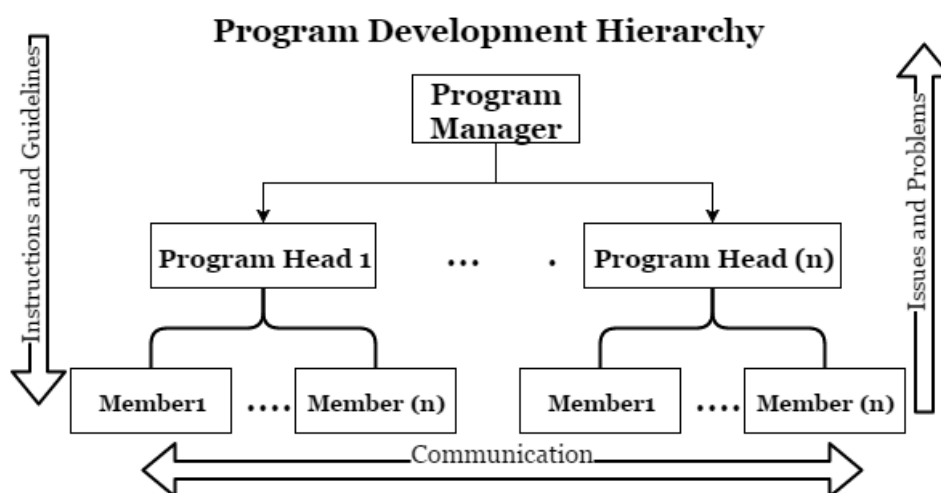 Program Development Hierarchy
Instructions and Guidelines
Issues and Problems
Program
Manager
Program Head 1
... .
Program Head (n)
Member1
....
Member (n)
Member1
....
Member (n)
Communication